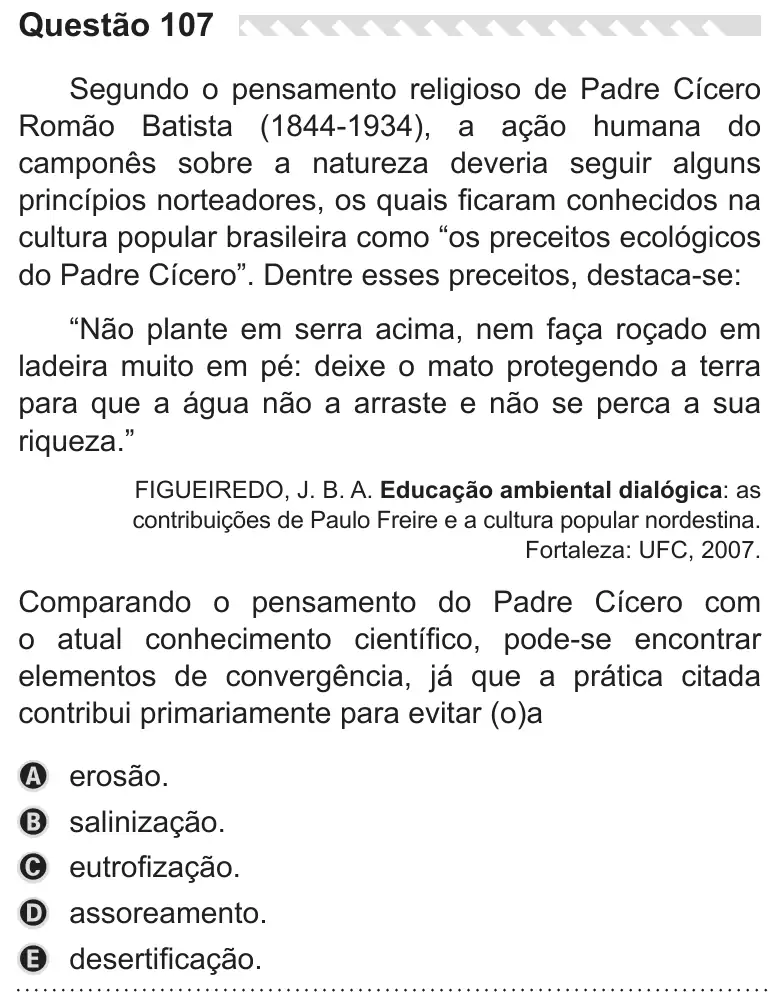 Questão 107
Segundo o pensamento religioso de Padre Cícero
Romão Batista (1844-1934), a ação humana do
camponês sobre a natureza deveria seguir alguns
princípios norteadores, os quais ficaram conhecidos na
cultura popular brasileira como “os preceitos ecológicos
do Padre Cícero”. Dentre esses preceitos, destaca-se:
“Não plante em serra acima, nem faça roçado em
ladeira muito em pé: deixe o mato protegendo a terra
para que a água não a arraste e não se perca a sua
riqueza.”
FIGUEIREDO, J. B. A. Educação ambiental dialógica: as
contribuições de Paulo Freire e a cultura popular nordestina.
Fortaleza: UFC, 2007.
Comparando o pensamento do Padre Cícero com
o atual conhecimento científico, pode-se encontrar
elementos de convergência, já que a prática citada
contribui primariamente para evitar (o)a
A erosão.
B salinização.
C eutrofização.
D assoreamento.
E desertificação.